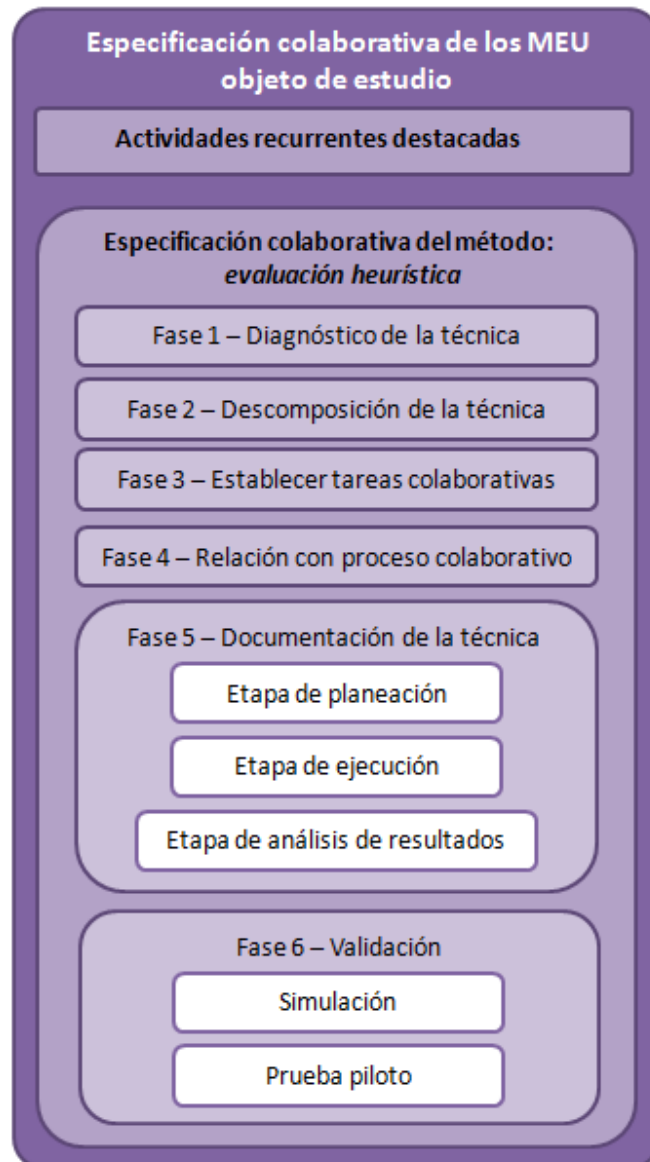 Especificación colaborativa de los MEU
objeto de estudio
Actividades recurrentes destacadas
Especificación colaborativa del método:
evaluación heurística
Fase 1 – Diagnóstico de la técnica
Fase 2 – Descomposición de la técnica
Fase 3 – Establecer tareas colaborativas
Fase 4 – Relación con proceso colaborativo
Fase 5 – Documentación de la técnica
Etapa de planeación
Etapa de ejecución
Etapa de análisis de resultados
Fase 6 – Validación
Simulación
Prueba piloto